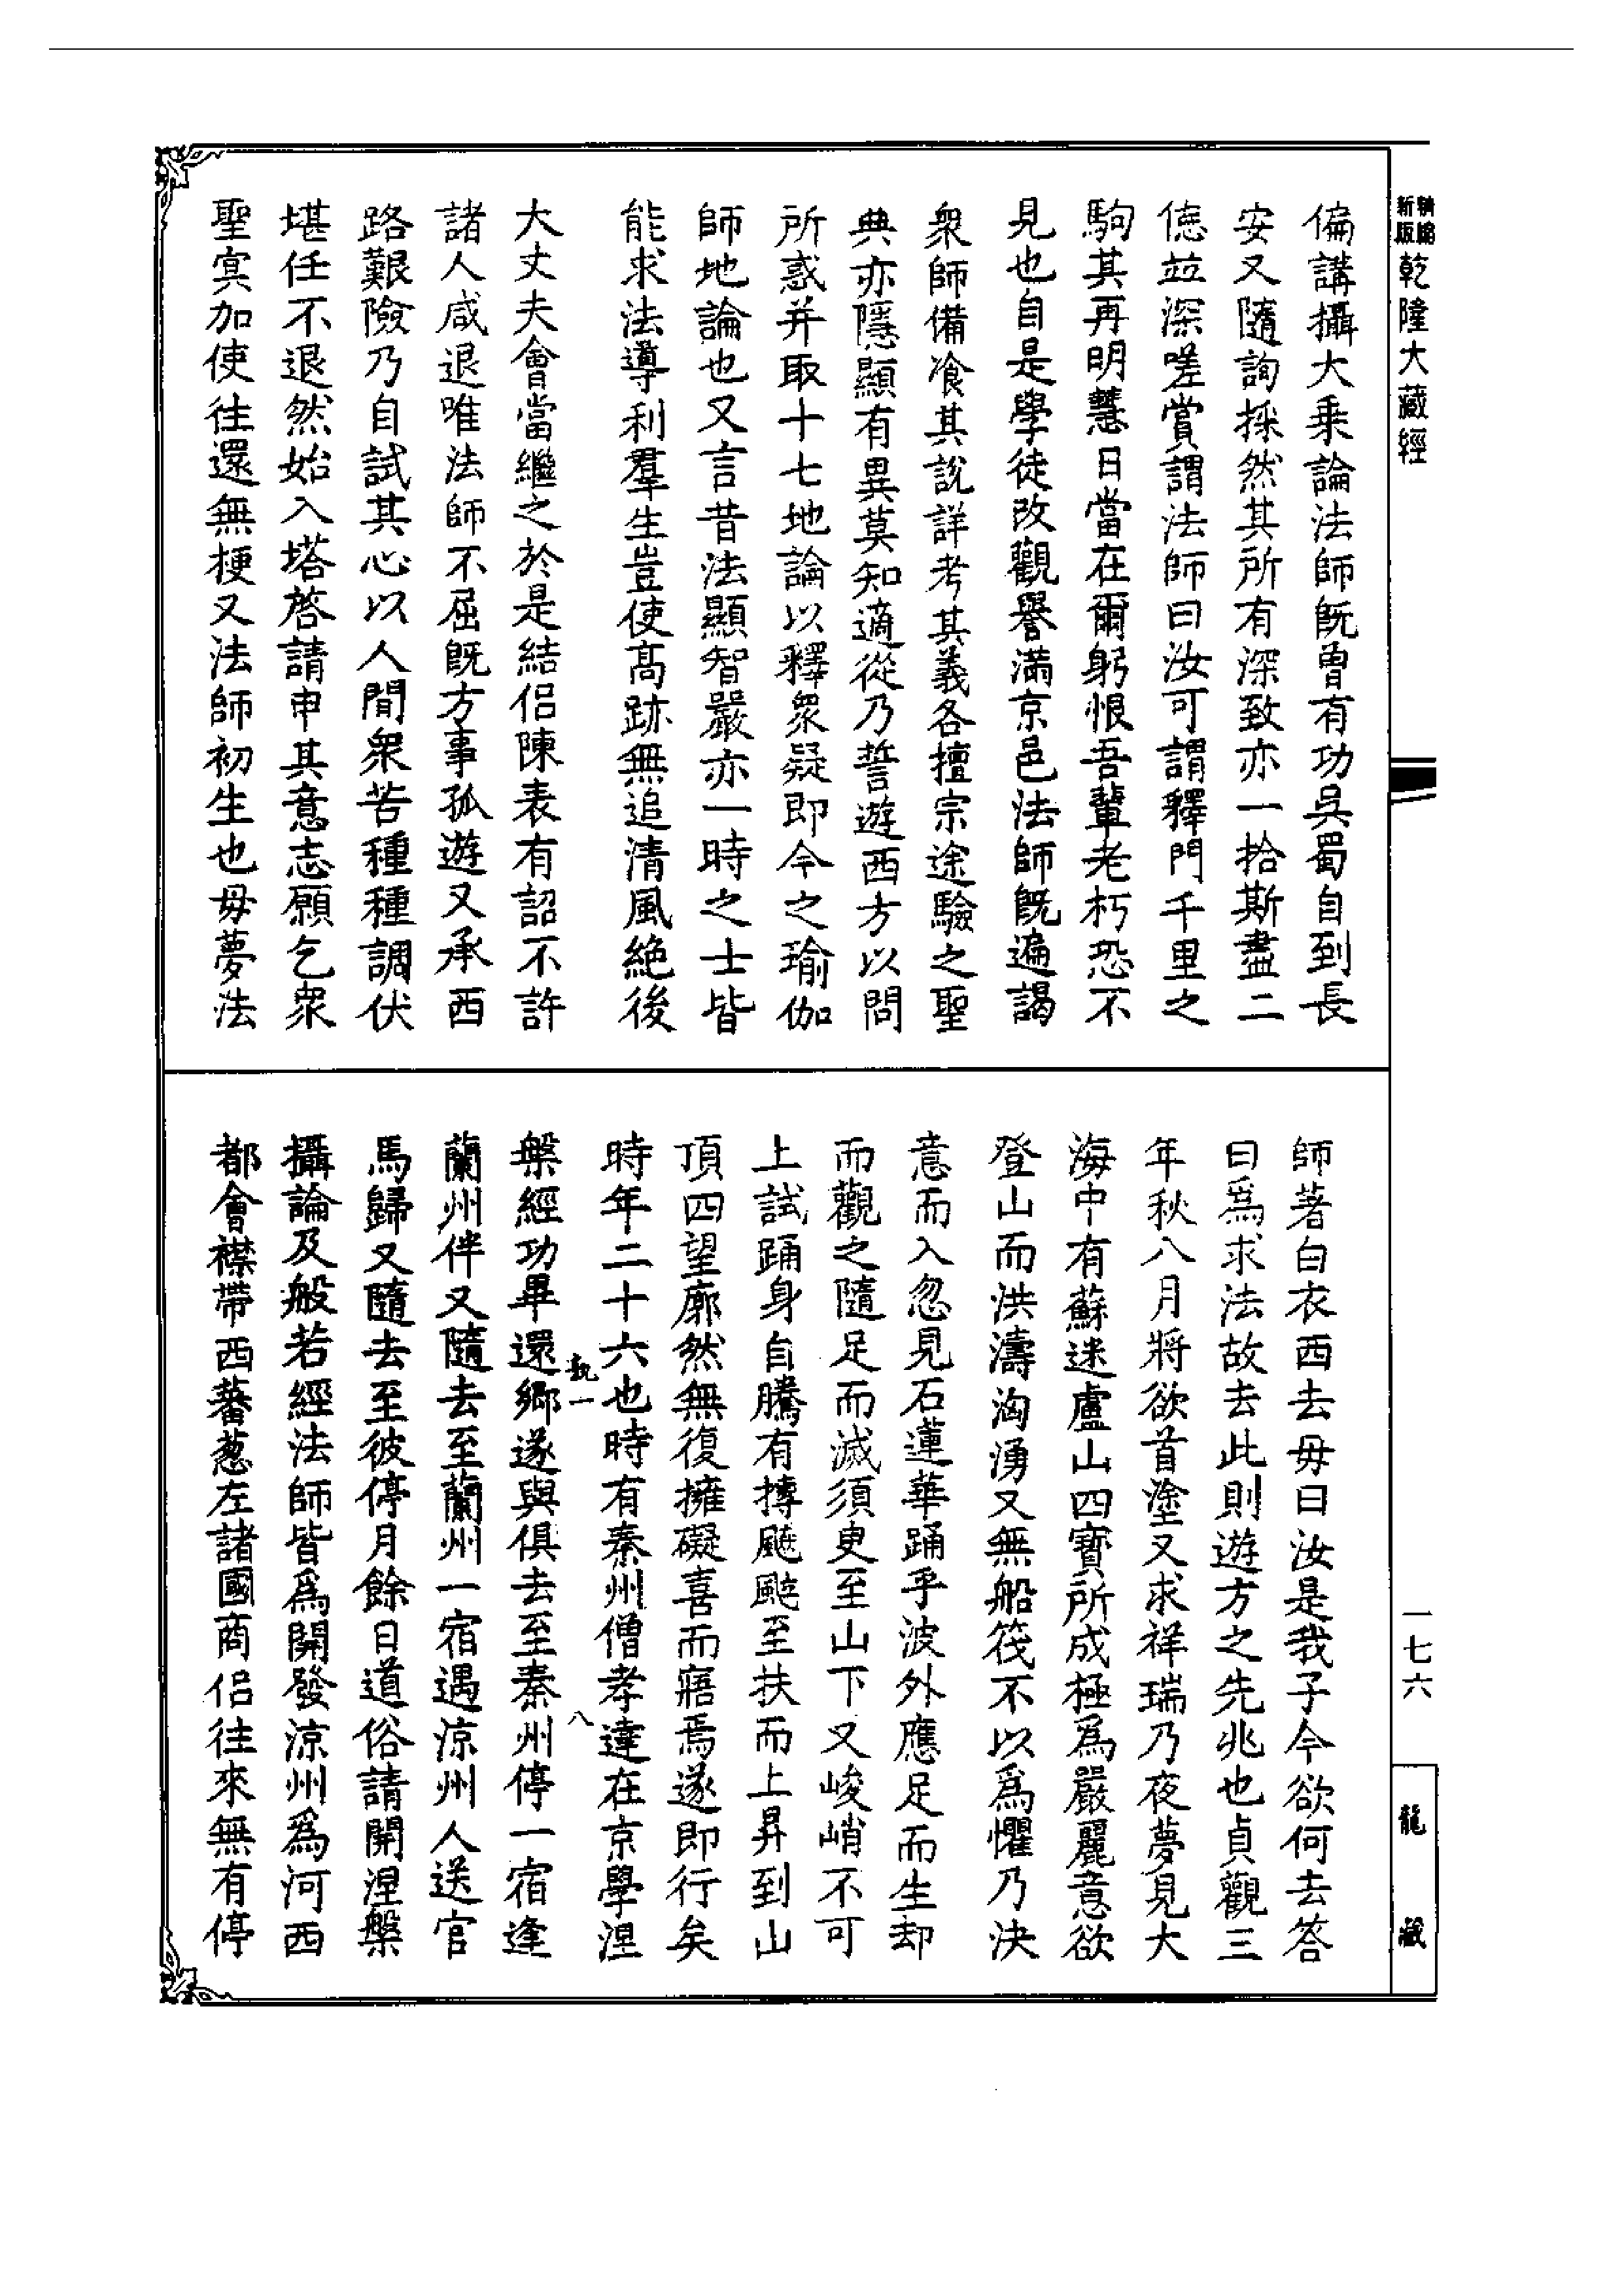 新版
精縮
乾隆大藏經
一七六
龍藏
偏講攝大乗論法師旣曽有功吳蜀自到長
安又隨詢採然其所有深致亦一拾斯盡二
德竝深嗟賞謂法師曰汝可謂釋門千里之
駒其再明慧日當在爾躬恨吾輩老朽恐不
見也自是學徒改觀譽滿京邑法師旣遍謁
衆師備飡其說詳考其義各擅宗途驗之聖
典亦隱顯有異莫知適從乃誓遊西方以問
所惑并取十七地論以釋衆疑即今之瑜伽
師地論也又言昔法顯智嚴亦一時之士皆
能求法導利羣生豈使髙跡無追清風絶後
大丈夫會當繼之於是結侣陳表有詔不許
諸人咸退唯法師不屈旣方事孤遊又承西
路艱險乃自試其心以人間衆苦種種調伏
堪任不退然始入塔啓請申其意志願乞衆
聖㝠加使往還無梗又法師初生也毋夢法
師著白衣西去毋曰汝是我子今欲何去答
曰爲求法故去此則遊方之先兆也貞觀三
年秋八月將欲首塗又求祥瑞乃夜夢見大
海中有蘇迷盧山四寶所成極爲嚴麗意欲
登山而洪濤洶湧又無船筏不以爲懼乃決
意而入忽見石蓮華踊乎波外應足而生却
而觀之隨足而滅須臾至山下又峻峭不可
上試踊身自騰有摶飈颷至扶而上昇到山
頂四望廓然無復擁礙喜而寤焉遂即行矣
時年二十六也時有秦州僧孝達在京學涅
執一
八
槃經功畢還鄉遂與俱去至秦州停一宿逢
蘭州伴又隨去至蘭州一宿遇涼州人送官
馬歸又隨去至彼停月餘日道俗請開涅槃
攝論及般若經法師皆爲開發涼州爲河西
都會襟帶西蕃葱左諸國商侣往來無有停